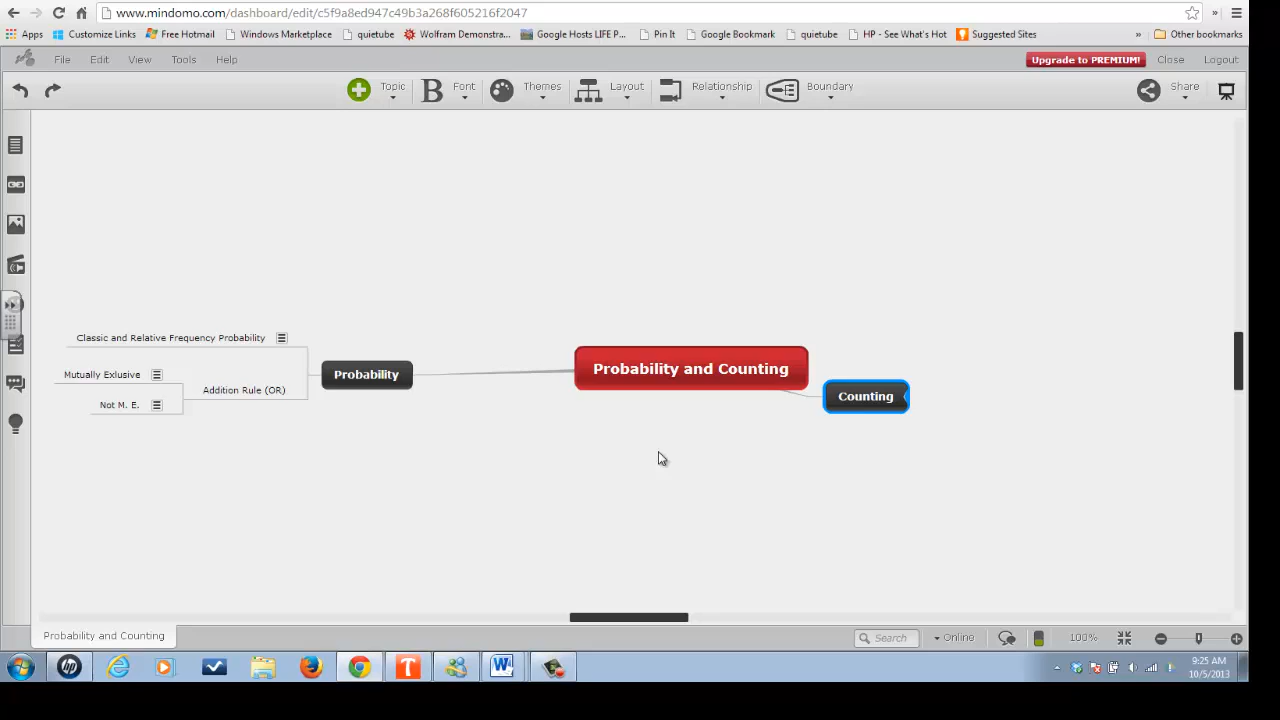 www.mindomo.com/dashboard/edit/c5f9a8ed947c49b3a268f605216f2047
Apps Customize Links Free Hotmail Windows Marketplace quietube Wolfram Demonstra... Google Hosts LIFE P... Pin It Google Bookmark quietube HP - See What's Hot Suggested Sites » Other bookmarks
File Edit View Tools Help Upgrade to PREMIUM! Close Logout
Topic Font Themes Layout Relationship Boundary Share
Classic and Relative Frequency Probability
Mutually Exlusive
Not M. E.
Addition Rule (OR)
Probability
Probability and Counting
Counting
Probability and Counting Search Online 100%
9:25 AM
10/5/2013